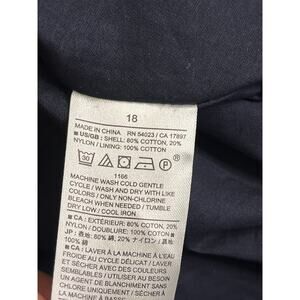 18
MADE IN CHINA RN 54023 / CA 17897
■ US/GB : SHELL: 80% COTTON, 20%
NYLON / LINING: 100% COTTON
30 P
1166
MACHINE WASH COLD GENTLE
CYCLE / WASH AND DRY WITH LIKE
COLORS / ONLY NON-CHLORINE
BLEACH WHEN NEEDED / TUMBLE
DRY LOW / COOL IRON
■ CA : EXTÉRIEUR: 80% COTON, 20%
NYLON / DOUBLURE: 100% COTON ■
JP : 表地: 80% 綿, 20% ナイロン / 裏地:
100% 綿
■ CA : LAVER À LA MACHINE À L'EAU
FROIDE AU CYCLE DÉLICAT / LAVER
ET SÉCHER AVEC DES COULEURS
SEMBLABLES / UTILISER AU BESOIN
UN AGENT DE BLANCHIMENT SANS
À LA MACHINE À